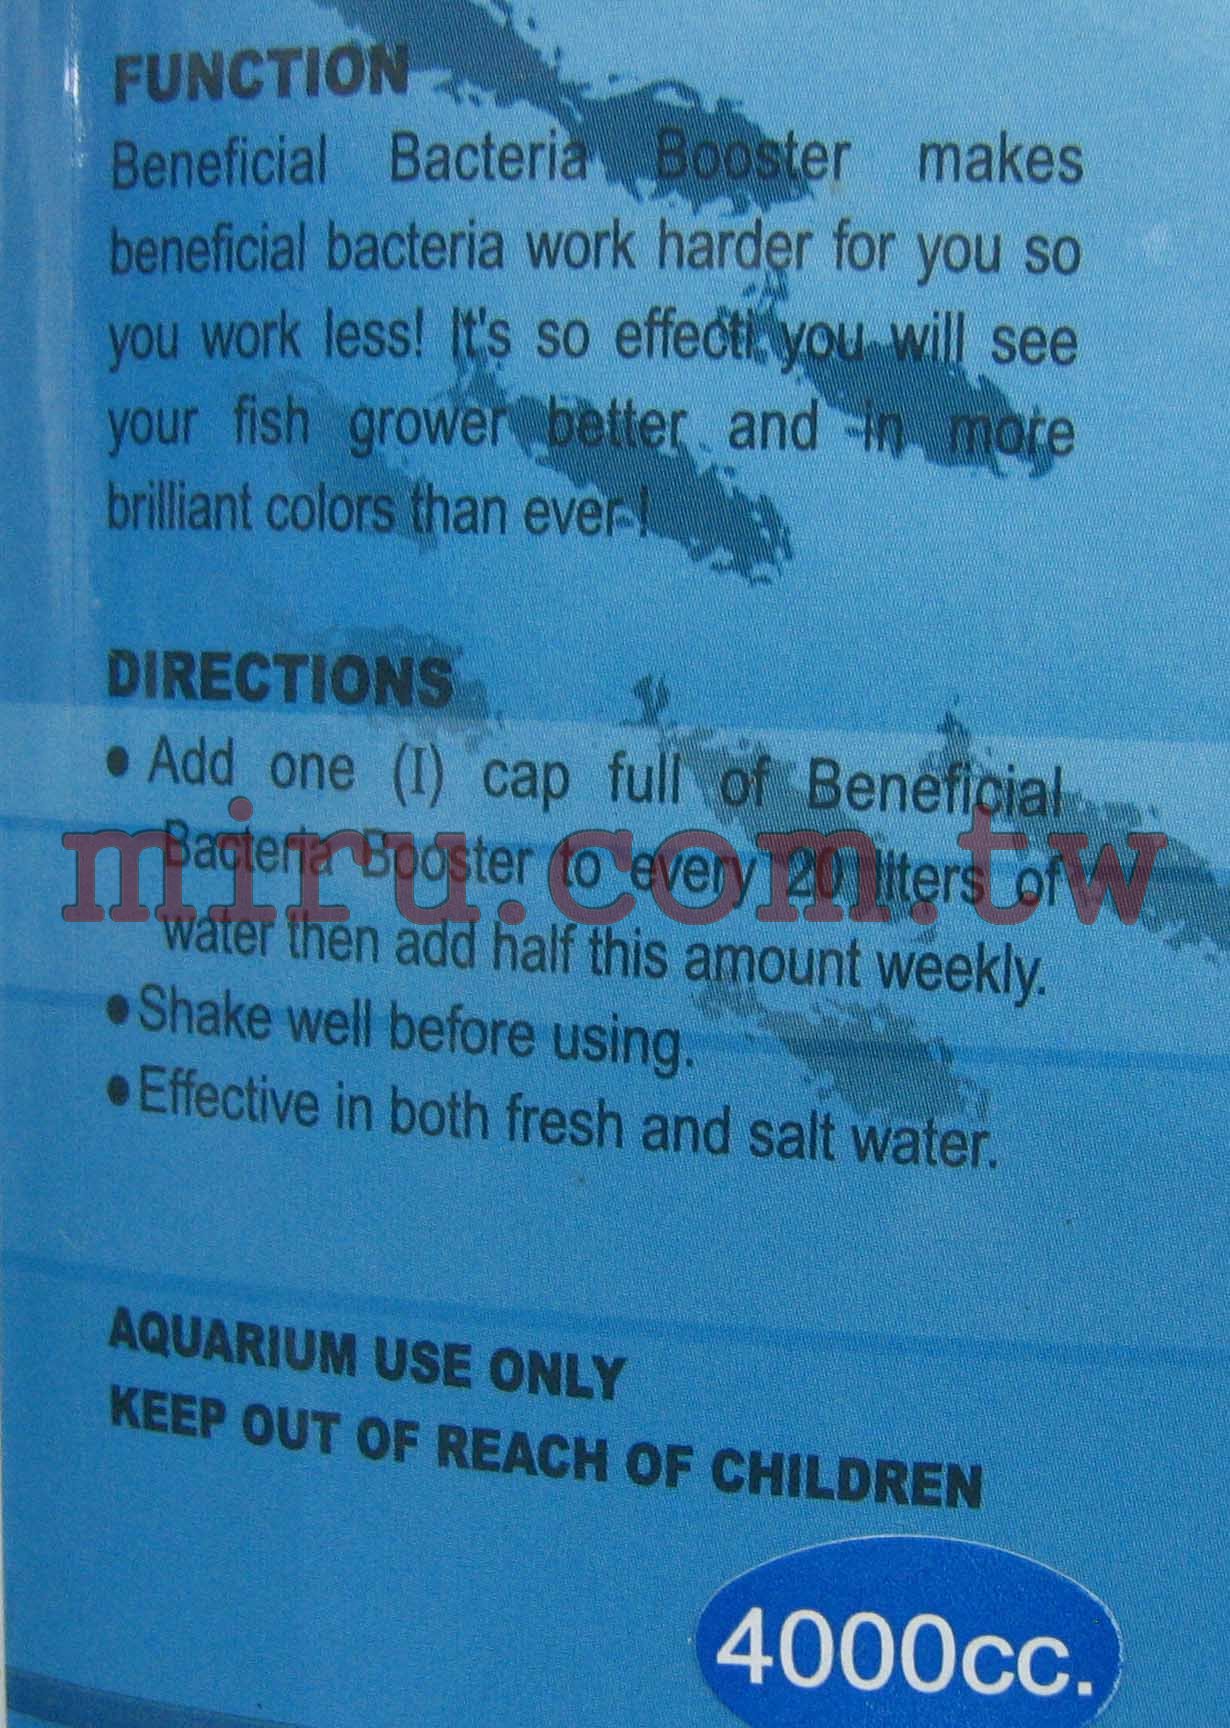 FUNCTION
Beneficial Bacteria Booster makes
beneficial bacteria work harder for you so
you work less! It's so effecti you will see
your fish grower better and in more
brilliant colors than ever !
DIRECTIONS
• Add one (I) cap full of Beneficial
Bacteria Booster to every 20 liters of
miru.com.tw
water then add half this amount weekly.
• Shake well before using.
• Effective in both fresh and salt water.
AQUARIUM USE ONLY
KEEP OUT OF REACH OF CHILDREN
4000cc.